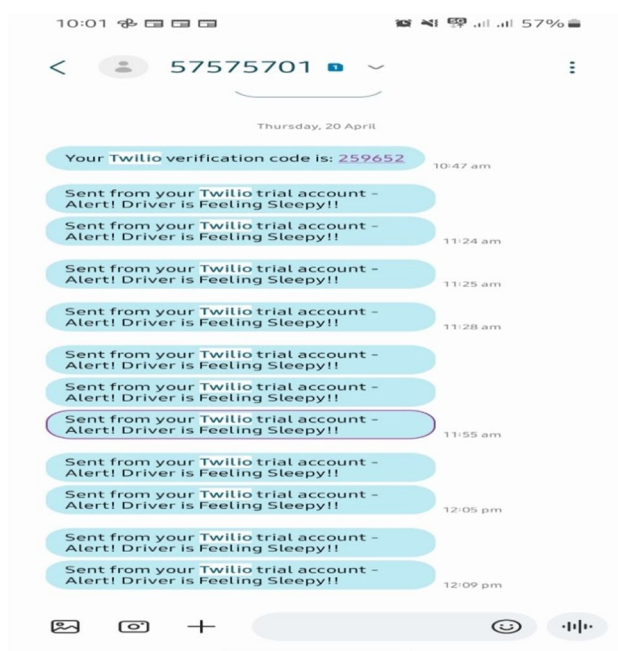 10:01 5G 57%
57575701 1
Thursday, 20 April
Your Twilio verification code is: 259652
10:47 am
Sent from your Twilio trial account -
Alert! Driver is Feeling Sleepy!!
Sent from your Twilio trial account -
Alert! Driver is Feeling Sleepy!!
11:24 am
Sent from your Twilio trial account -
Alert! Driver is Feeling Sleepy!!
11:25 am
Sent from your Twilio trial account -
Alert! Driver is Feeling Sleepy!!
11:28 am
Sent from your Twilio trial account -
Alert! Driver is Feeling Sleepy!!
Sent from your Twilio trial account -
Alert! Driver is Feeling Sleepy!!
Sent from your Twilio trial account -
Alert! Driver is Feeling Sleepy!!
11:55 am
Sent from your Twilio trial account -
Alert! Driver is Feeling Sleepy!!
Sent from your Twilio trial account -
Alert! Driver is Feeling Sleepy!!
12:05 pm
Sent from your Twilio trial account -
Alert! Driver is Feeling Sleepy!!
Sent from your Twilio trial account -
Alert! Driver is Feeling Sleepy!!
12:09 pm